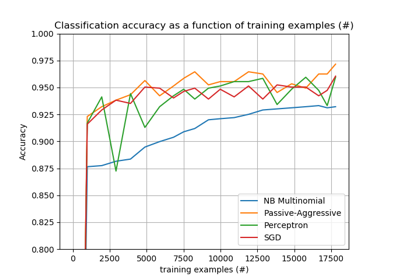 Classification accuracy as a function of training examples (#)
1.000
0.975
0.950
0.925
0.900
0.875
0.850
0.825
0.800
Accuracy
NB Multinomial
Passive-Aggressive
Perceptron
SGD
0 2500 5000 7500 10000 12500 15000 17500
training examples (#)